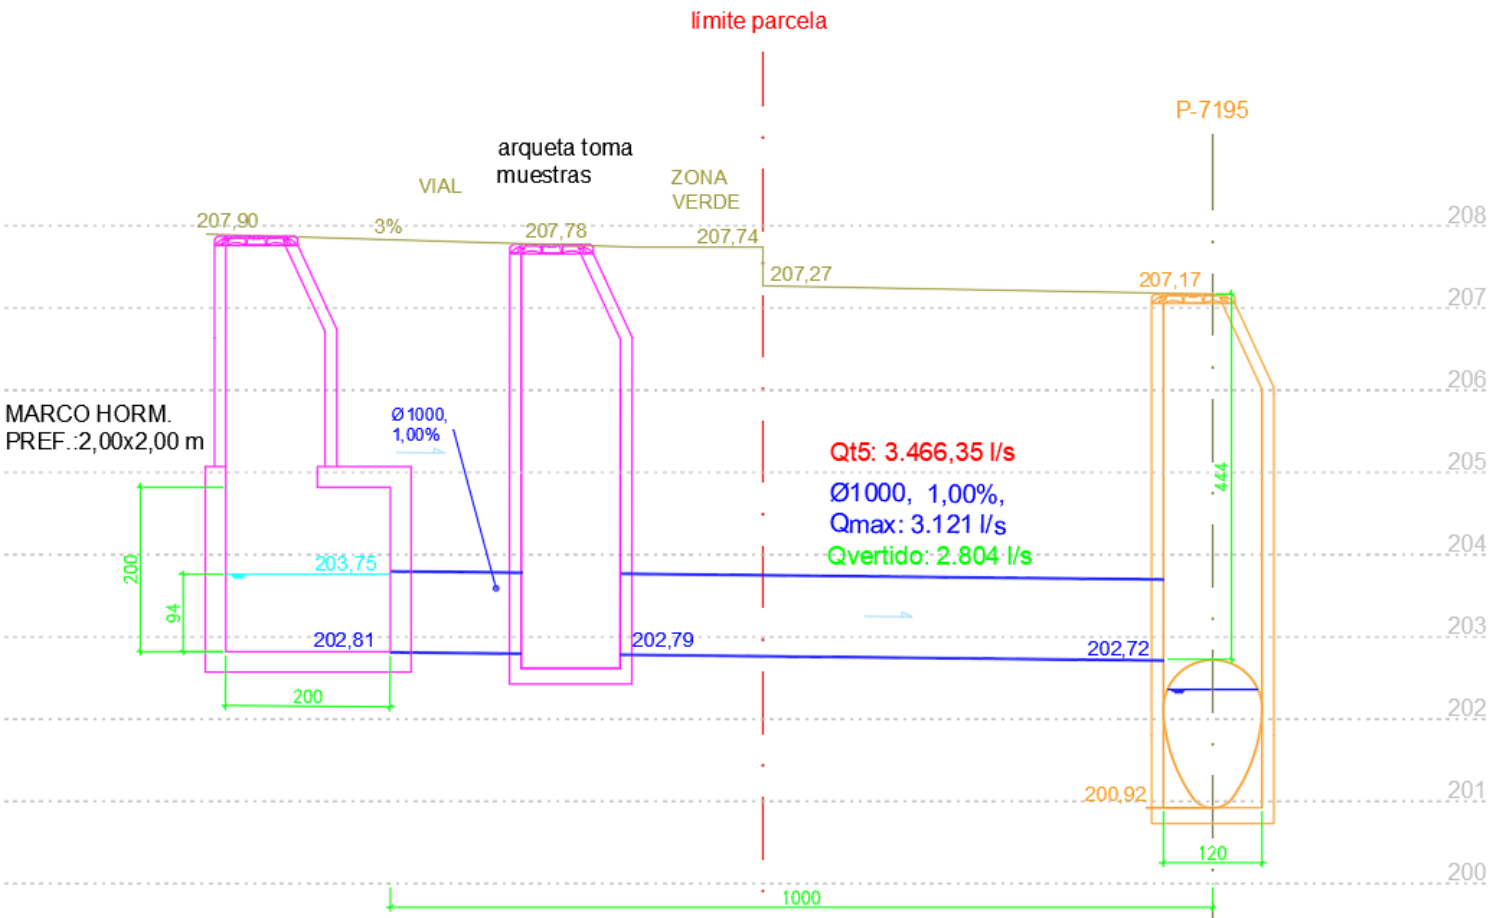 límite parcela
P-7195
arqueta toma
muestras
VIAL
ZONA
VERDE
207,90
3%
207,78
207,74
208
207,27
207,17
207
206
MARCO HORM.
PREF.:2,00x2,00 m
Ø1000,
1,00%
Qt5: 3.466,35 l/s
205
444
Ø1000, 1,00%,
Qmax: 3.121 l/s
Qvertido: 2.804 l/s
204
200
203,75
94
202,81
202,79
202,72
203
200
202
200,92
201
120
200
1000